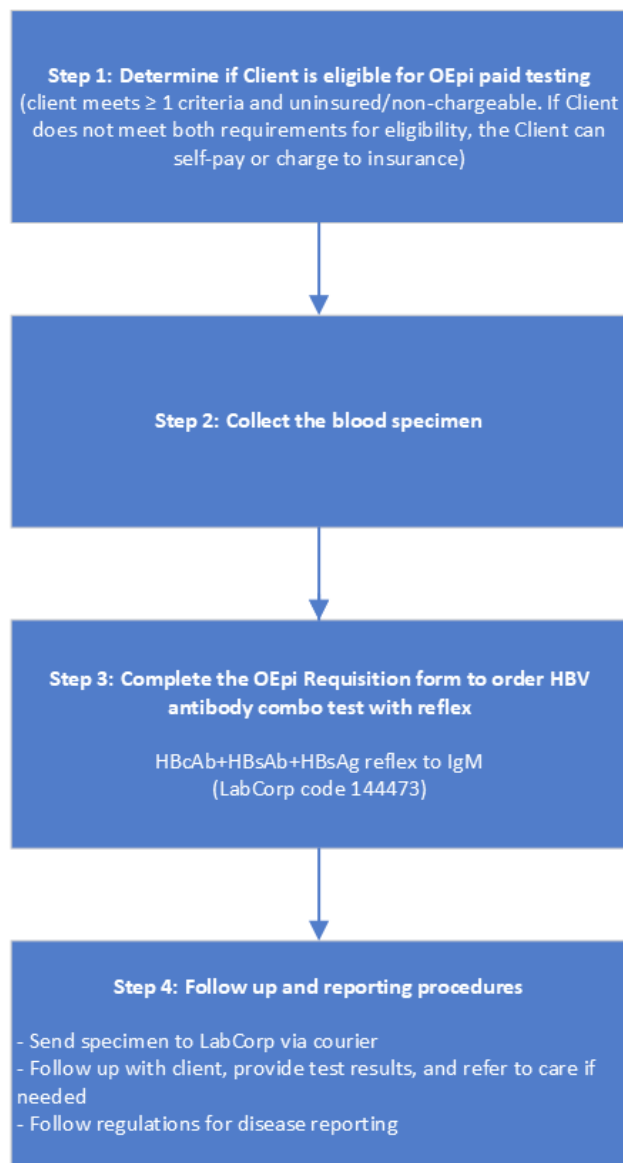 Step 1: Determine if Client is eligible for OEpi paid testing
(client meets ≥ 1 criteria and uninsured/non-chargeable. If Client
does not meet both requirements for eligibility, the Client can
self-pay or charge to insurance)
Step 2: Collect the blood specimen
Step 3: Complete the OEpi Requisition form to order HBV
antibody combo test with reflex
HBcAb+HBsAb+HBsAg reflex to IgM
(LabCorp code 144473)
Step 4: Follow up and reporting procedures
- Send specimen to LabCorp via courier
- Follow up with client, provide test results, and refer to care if
needed
- Follow regulations for disease reporting